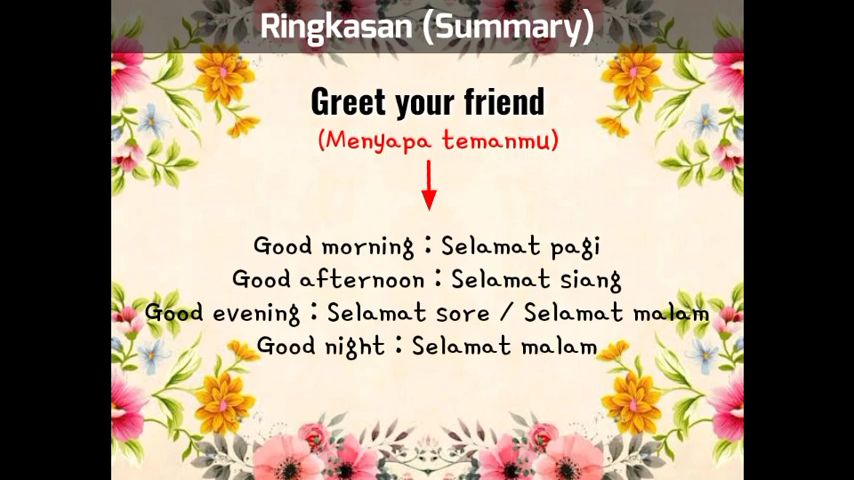 Ringkasan (Summary)
Greet your friend
(Menyapa temanmu)
Good morning : Selamat pagi
Good afternoon : Selamat siang
Good evening : Selamat sore / Selamat malam
Good night : Selamat malam